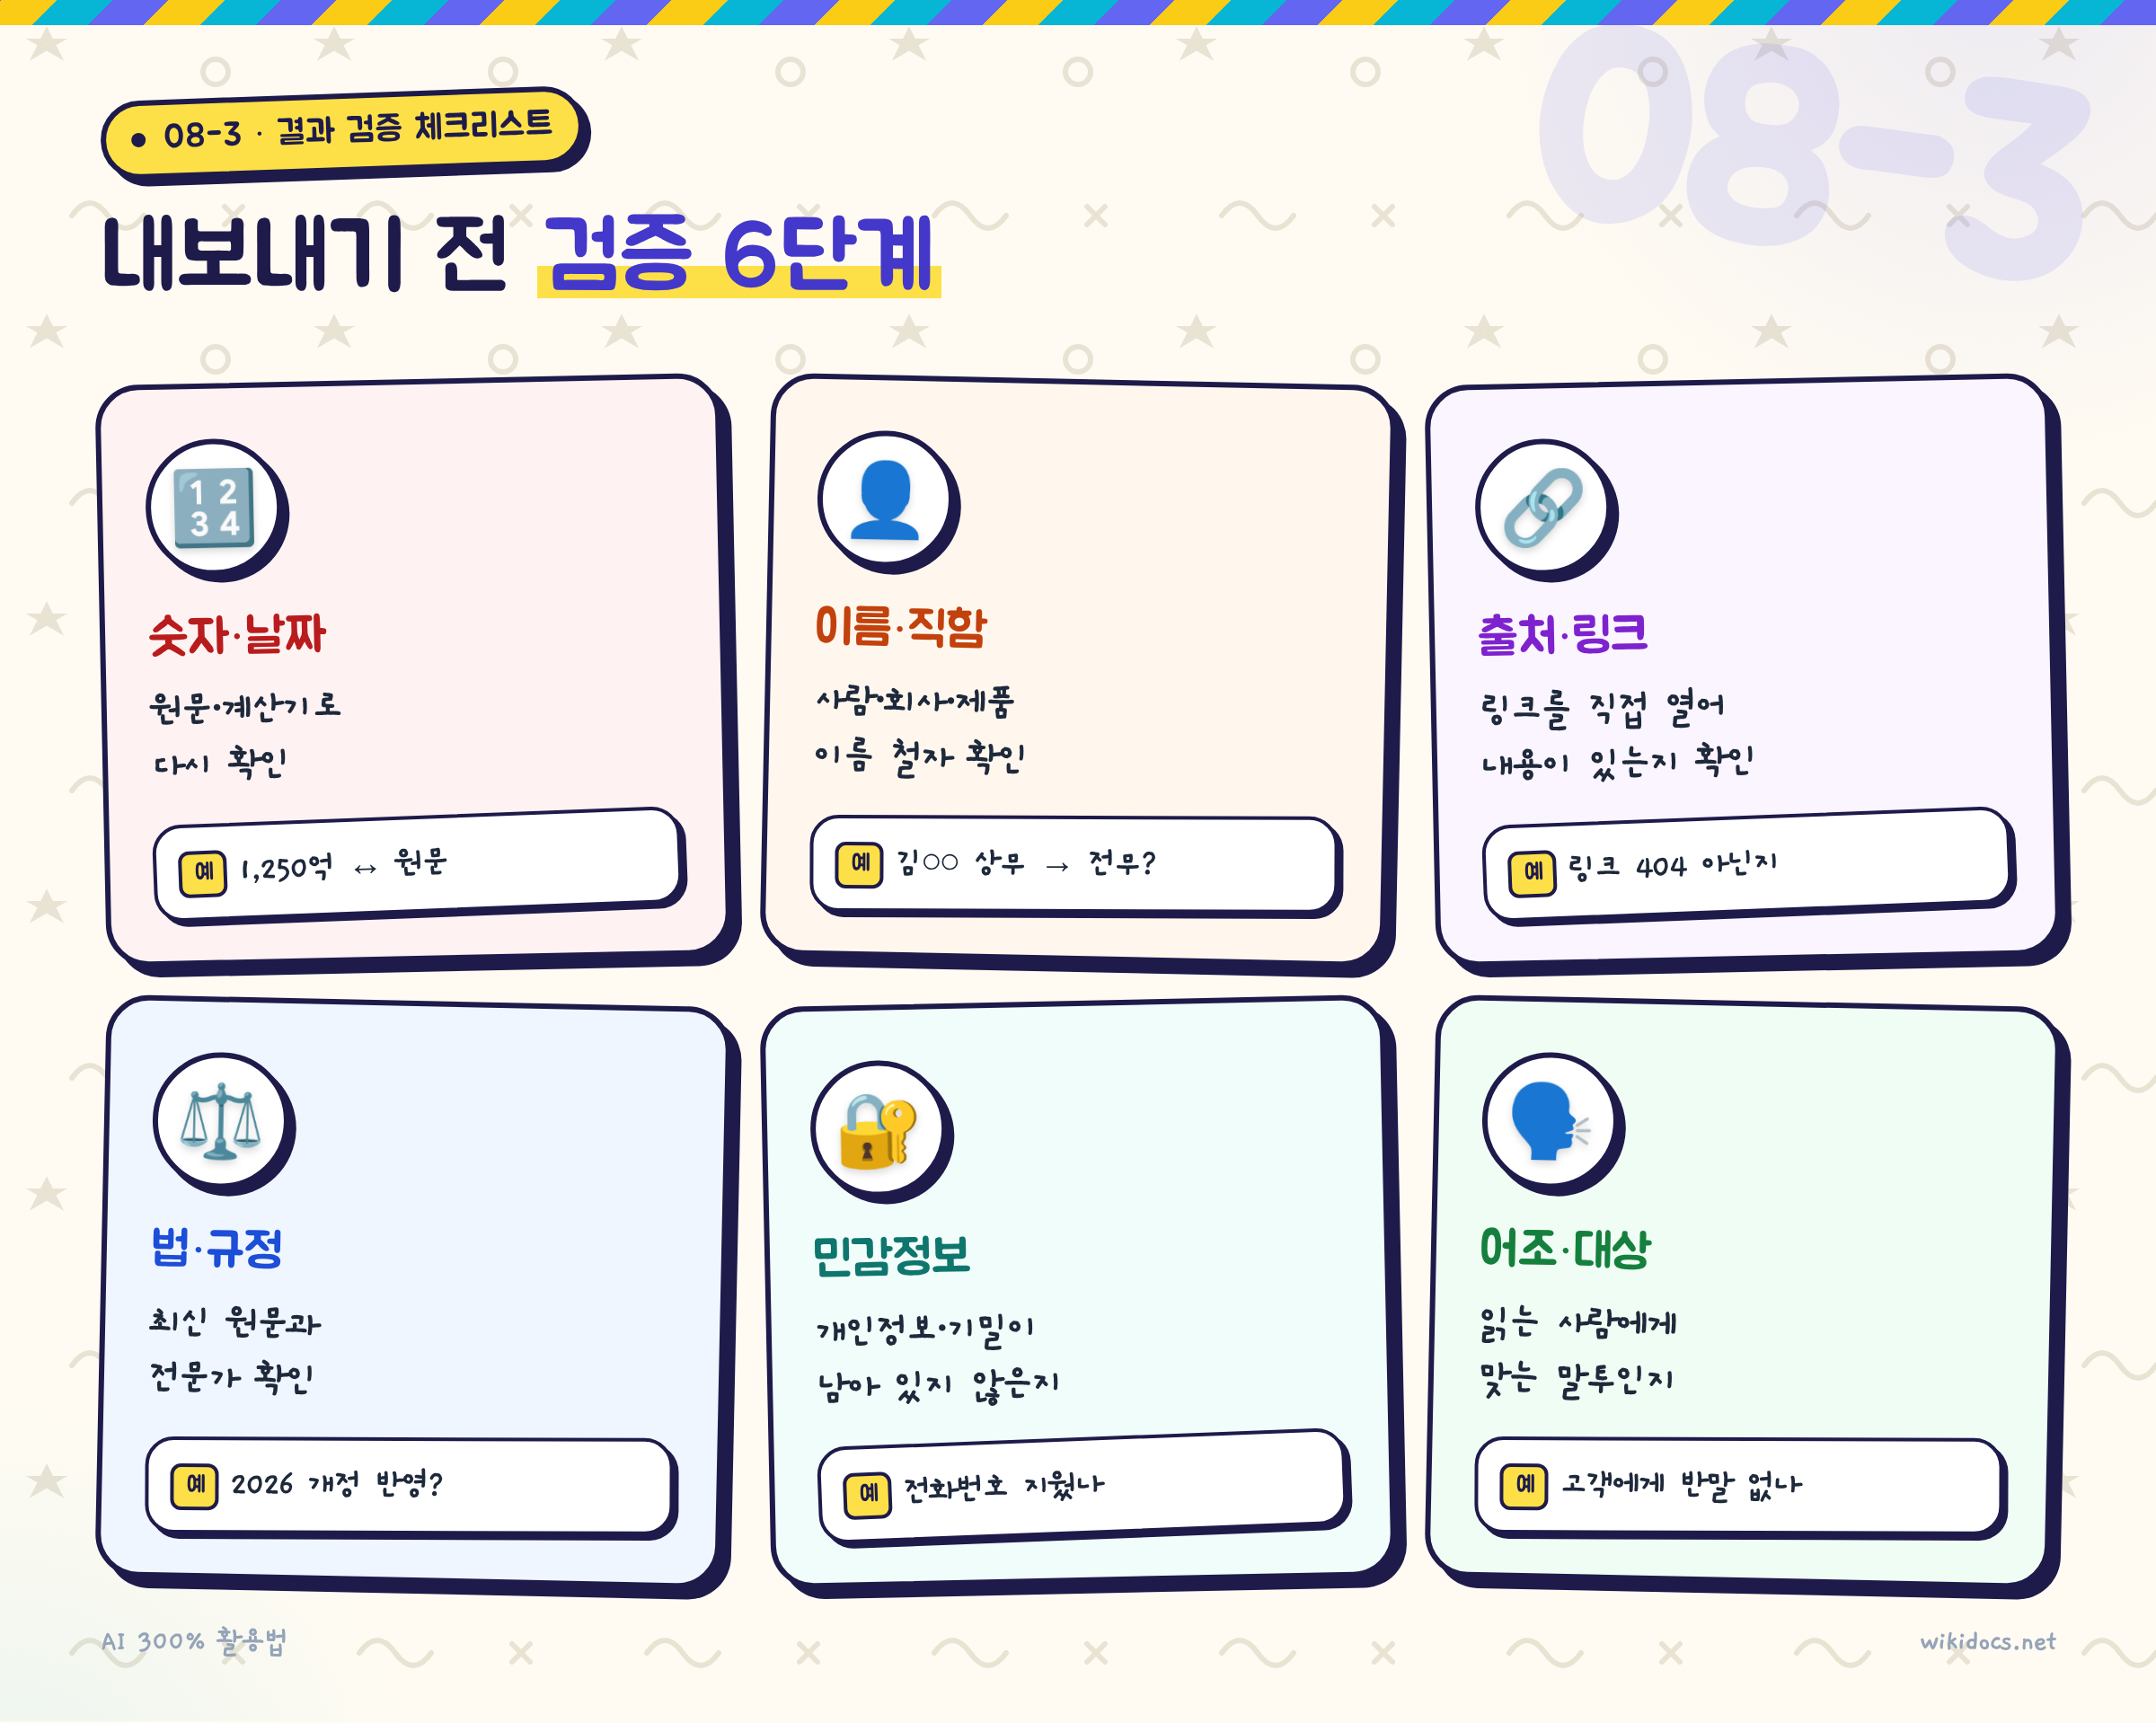 08-3
08-3 · 결과 검증 체크리스트
내보내기 전 검증 6단계
1 2
3 4
숫자·날짜
원문·계산기로
다시 확인
예 1,250억 ↔ 원문
이름·직함
사람·회사·제품
이름 철자 확인
예 김○○ 상무 → 전무?
출처·링크
링크를 직접 열어
내용이 있는지 확인
예 링크 404 아닌지
법·규정
최신 원문과
전문가 확인
예 2026 개정 반영?
민감정보
개인정보·기밀이
남아 있지 않은지
예 전화번호 지웠나
어조·대상
읽는 사람에게
맞는 말투인지
예 고객에게 반말 없나
AI 300% 활용법
wikidocs.net